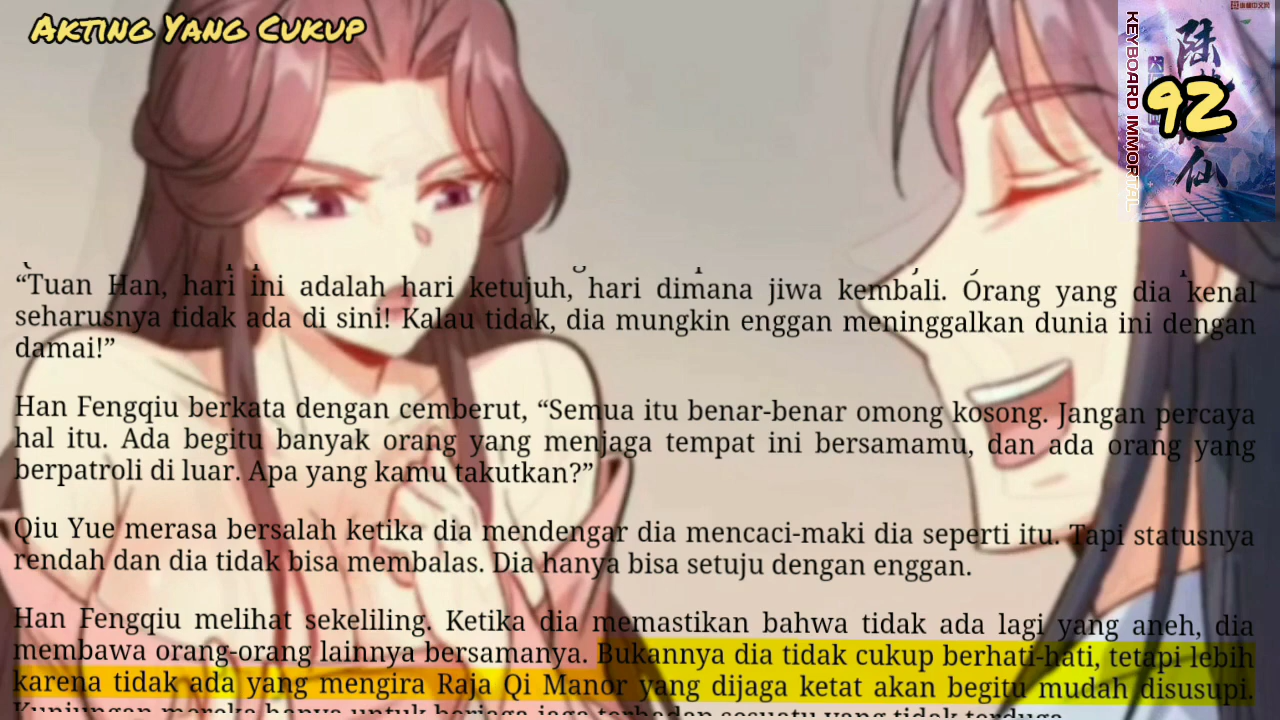 Akting Yang Cukup
KEYBOARD IMMORTAL
92
“Tuan Han, hari ini adalah hari ketujuh, hari dimana jiwa kembali. Orang yang dia kenal
seharusnya tidak ada di sini! Kalau tidak, dia mungkin enggan meninggalkan dunia ini dengan
damai!”
Han Fengqiu berkata dengan cemberut, “Semua itu benar-benar omong kosong. Jangan percaya
hal itu. Ada begitu banyak orang yang menjaga tempat ini bersamamu, dan ada orang yang
berpatroli di luar. Apa yang kamu takutkan?”
Qiu Yue merasa bersalah ketika dia mendengar dia mencaci-maki dia seperti itu. Tapi statusnya
rendah dan dia tidak bisa membalas. Dia hanya bisa setuju dengan enggan.
Han Fengqiu melihat sekeliling. Ketika dia memastikan bahwa tidak ada lagi yang aneh, dia
membawa orang-orang lainnya bersamanya. Bukannya dia tidak cukup berhati-hati, tetapi lebih
karena tidak ada yang mengira Raja Qi Manor yang dijaga ketat akan begitu mudah disusupi.